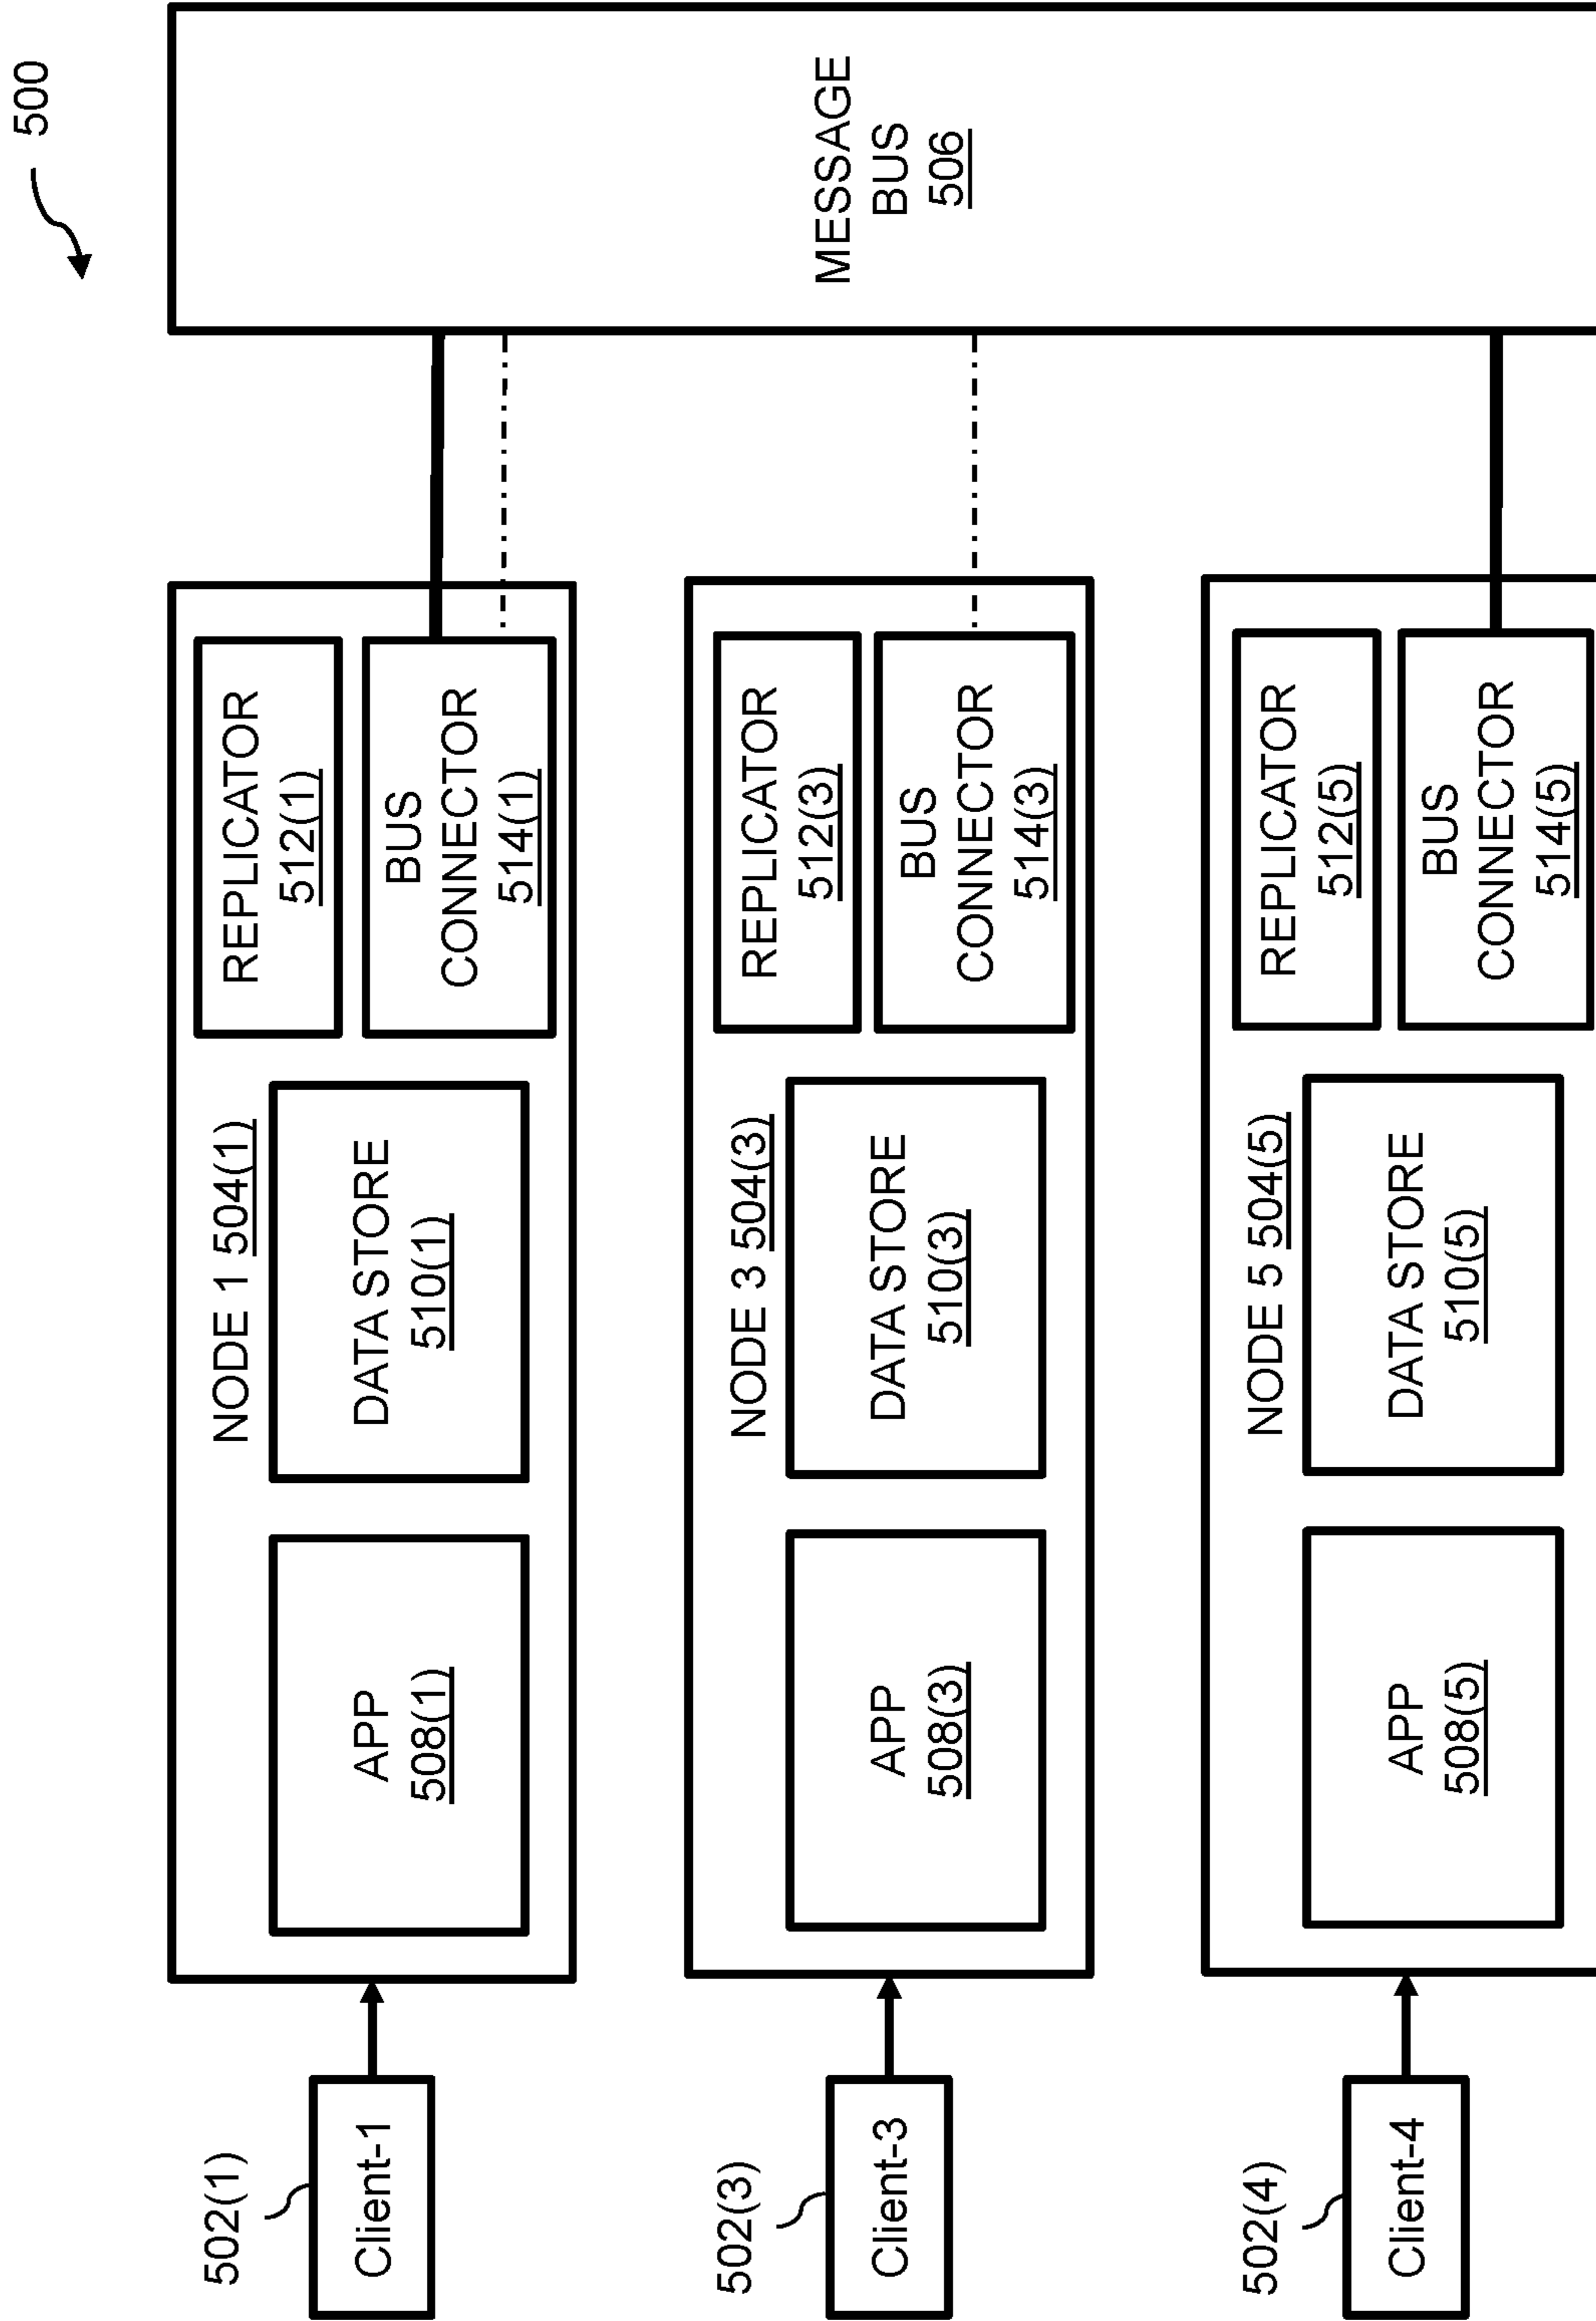 500
502(1)
Client-1
NODE 1 504(1)
APP
508(1)
DATA STORE
510(1)
REPLICATOR
512(1)
BUS
CONNECTOR
514(1)
MESSAGE
BUS
506
502(3)
Client-3
NODE 3 504(3)
APP
508(3)
DATA STORE
510(3)
REPLICATOR
512(3)
BUS
CONNECTOR
514(3)
502(4)
Client-4
NODE 5 504(5)
APP
508(5)
DATA STORE
510(5)
REPLICATOR
512(5)
BUS
CONNECTOR
514(5)